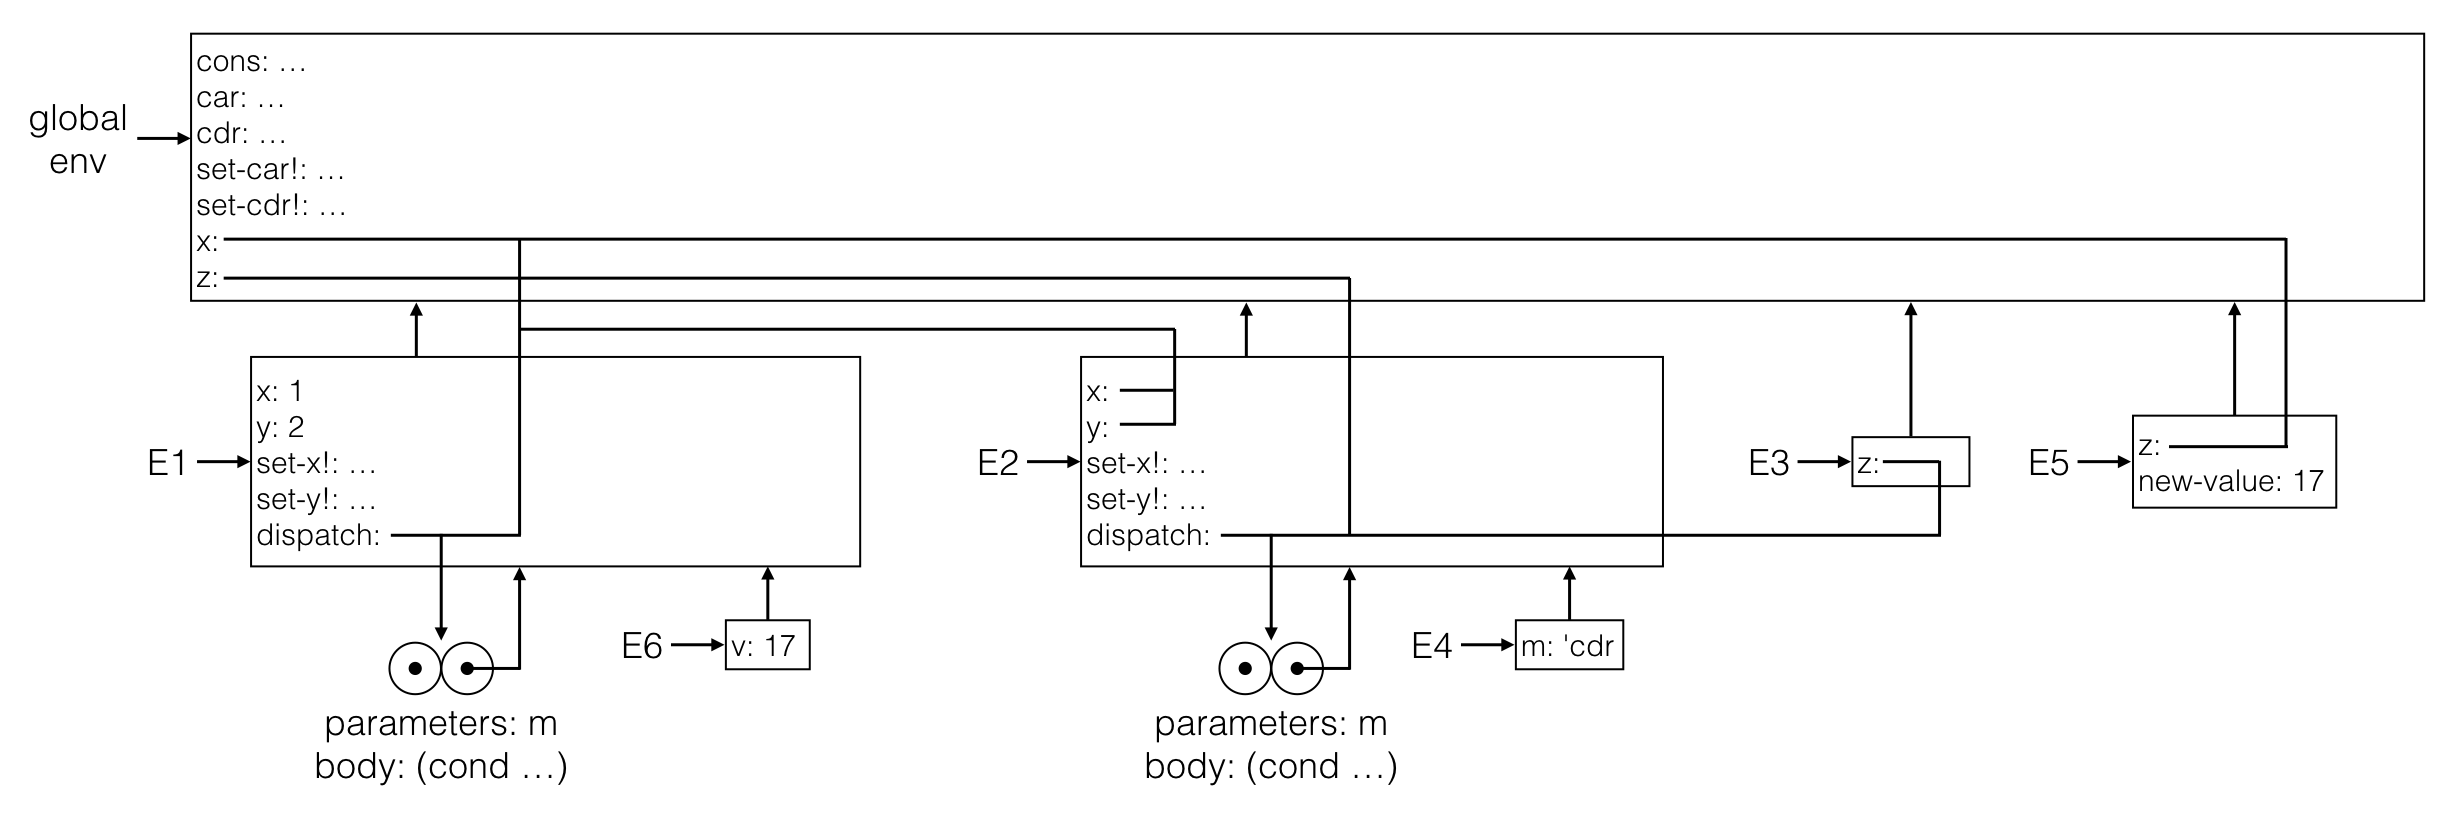 global
env
cons: …
car: …
cdr: …
set-car!: …
set-cdr!: …
x:
z:
E1
x: 1
y: 2
set-x!: …
set-y!: …
dispatch:
E2
x:
y:
set-x!: …
set-y!: …
dispatch:
E3
z:
E5
z:
new-value: 17
E6
v: 17
E4
m: 'cdr
parameters: m
body: (cond …)
parameters: m
body: (cond …)